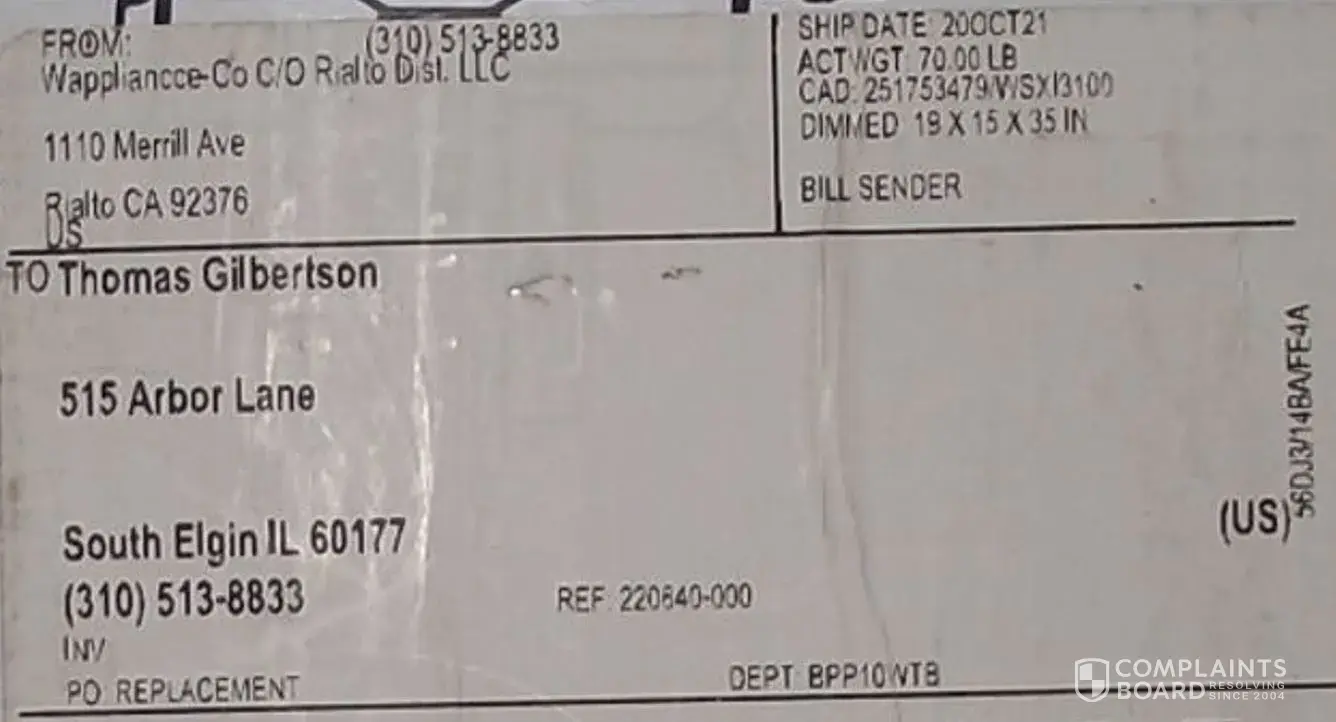 FROM: (310) 513-8833
Wappliancce-Co C/O Rialto Dist. LLC
1110 Merrill Ave
Rialto CA 92376
US
SHIP DATE: 20OCT21
ACTWGT: 70.00 LB
CAD: 251753479/WSXI3100
DIMMED: 19 X 15 X 35 IN
BILL SENDER
TO Thomas Gilbertson
515 Arbor Lane
South Elgin IL 60177
(US)
(310) 513-8833
REF: 220640-000
INV
PO: REPLACEMENT
DEPT: BPP10WTB
56DJ3/14BA/FE4A
COMPLAINTS
BOARD RESOLVING
SINCE 2004